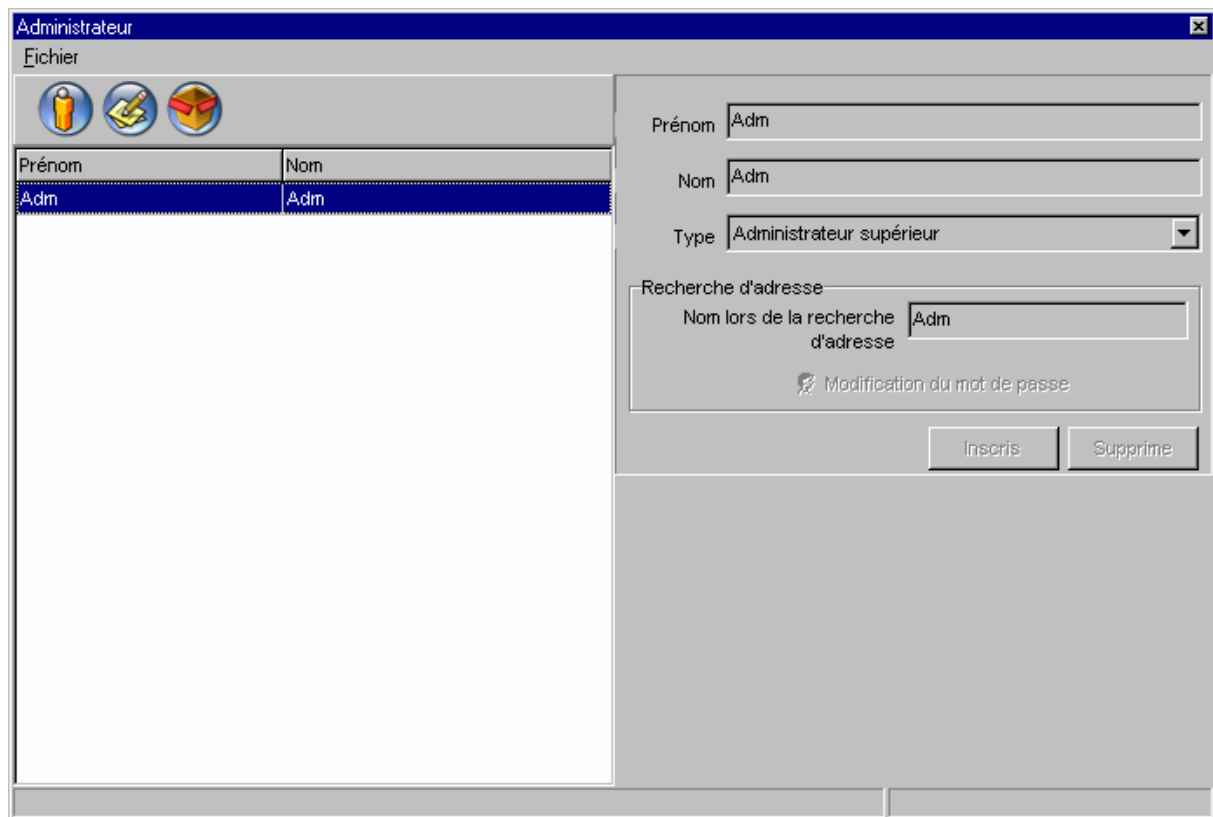 Administrateur
Fichier
Prénom Nom
Adm Adm
Prénom Adm
Nom Adm
Type Administrateur supérieur
Recherche d'adresse
Nom lors de la recherche Adm
d'adresse
Modification du mot de passe
Inscris Supprime